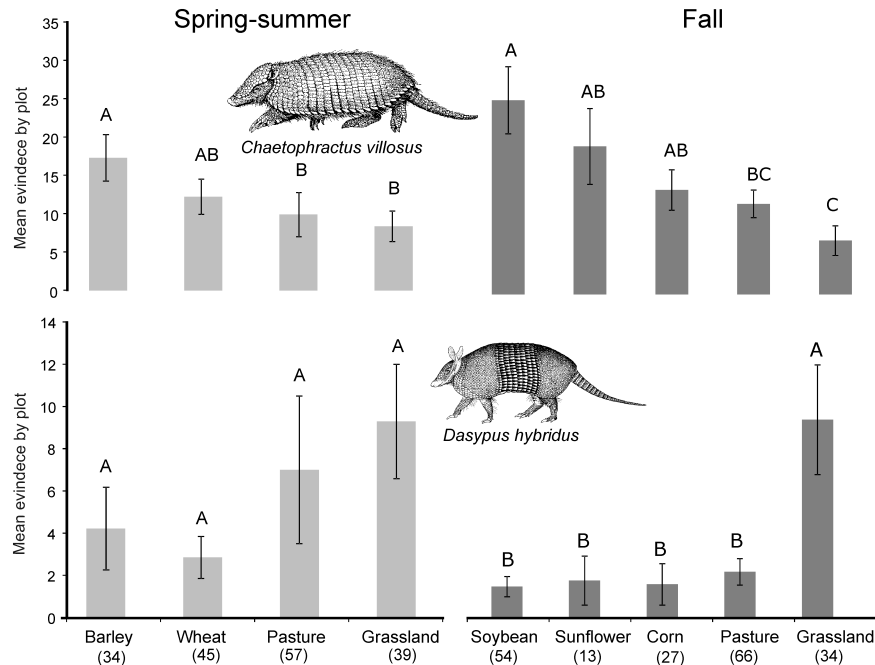 Spring-summer
Fall
Mean evindece by plot
35
30
25
20
15
10
5
0
A
AB
B
B
Chaetophractus villosus
A
AB
AB
BC
C
Mean evindece by plot
14
12
10
8
6
4
2
0
A
A
A
A
Dasypus hybridus
B
B
B
B
A
Barley Wheat Pasture Grassland Soybean Sunflower Corn Pasture Grassland
(34) (45) (57) (39) (54) (13) (27) (66) (34)